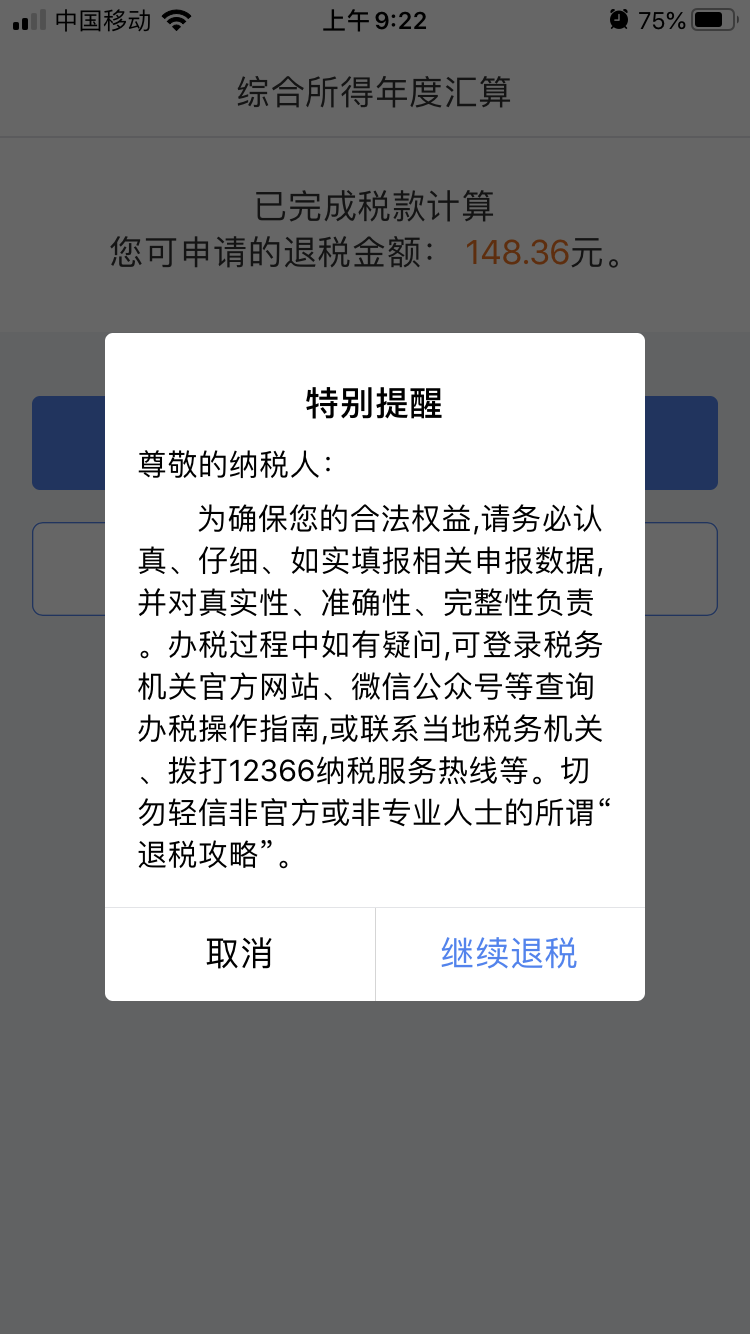 中国移动 上午9:22 75%
综合所得年度汇算
已完成税款计算
您可申请的退税金额： 148.36元。
特别提醒
尊敬的纳税人：
为确保您的合法权益,请务必认
真、仔细、如实填报相关申报数据,
并对真实性、准确性、完整性负责
。办税过程中如有疑问,可登录税务
机关官方网站、微信公众号等查询
办税操作指南,或联系当地税务机关
、拨打12366纳税服务热线等。切
勿轻信非官方或非专业人士的所谓“
退税攻略”。
取消 继续退税